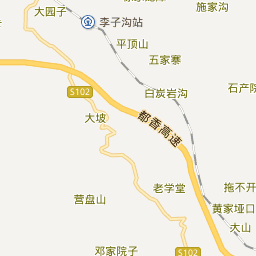 施家沟
大园子
李子沟站
平顶山
五家寨
石产院
S102
白炭岩沟
大坡
都香高速
老学堂
拖不开
营盘山
黄家垭口
大山
邓家院子
S102